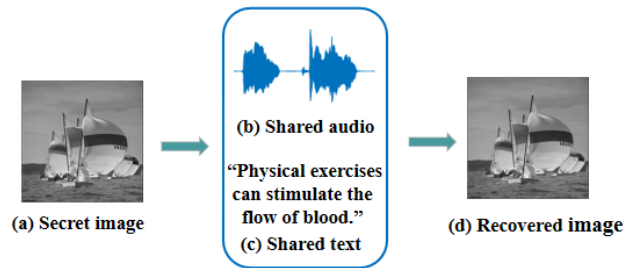 (a) Secret image
(b) Shared audio
“Physical exercises
can stimulate the
flow of blood.”
(c) Shared text
(d) Recovered image